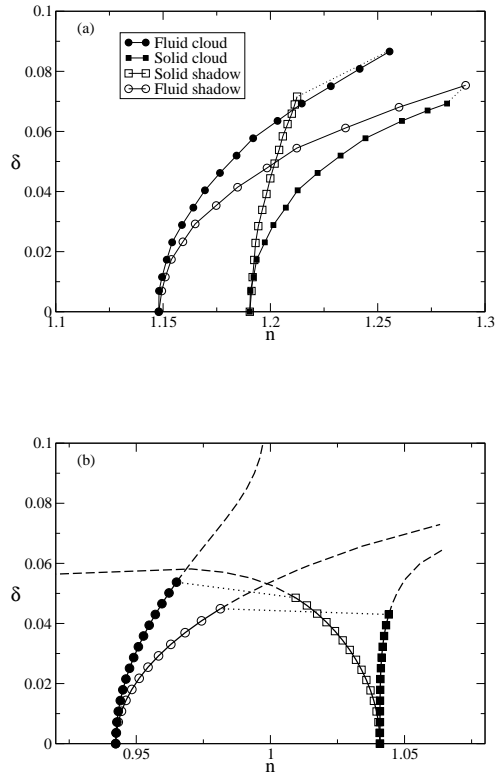 (a)
Fluid cloud
Solid cloud
Solid shadow
Fluid shadow
0.1
0.08
0.06
0.04
0.02
0
δ
1.1
1.15
1.2
1.25
1.3
n
(b)
0.1
0.08
0.06
0.04
0.02
0
δ
0.95
1
1.05
n